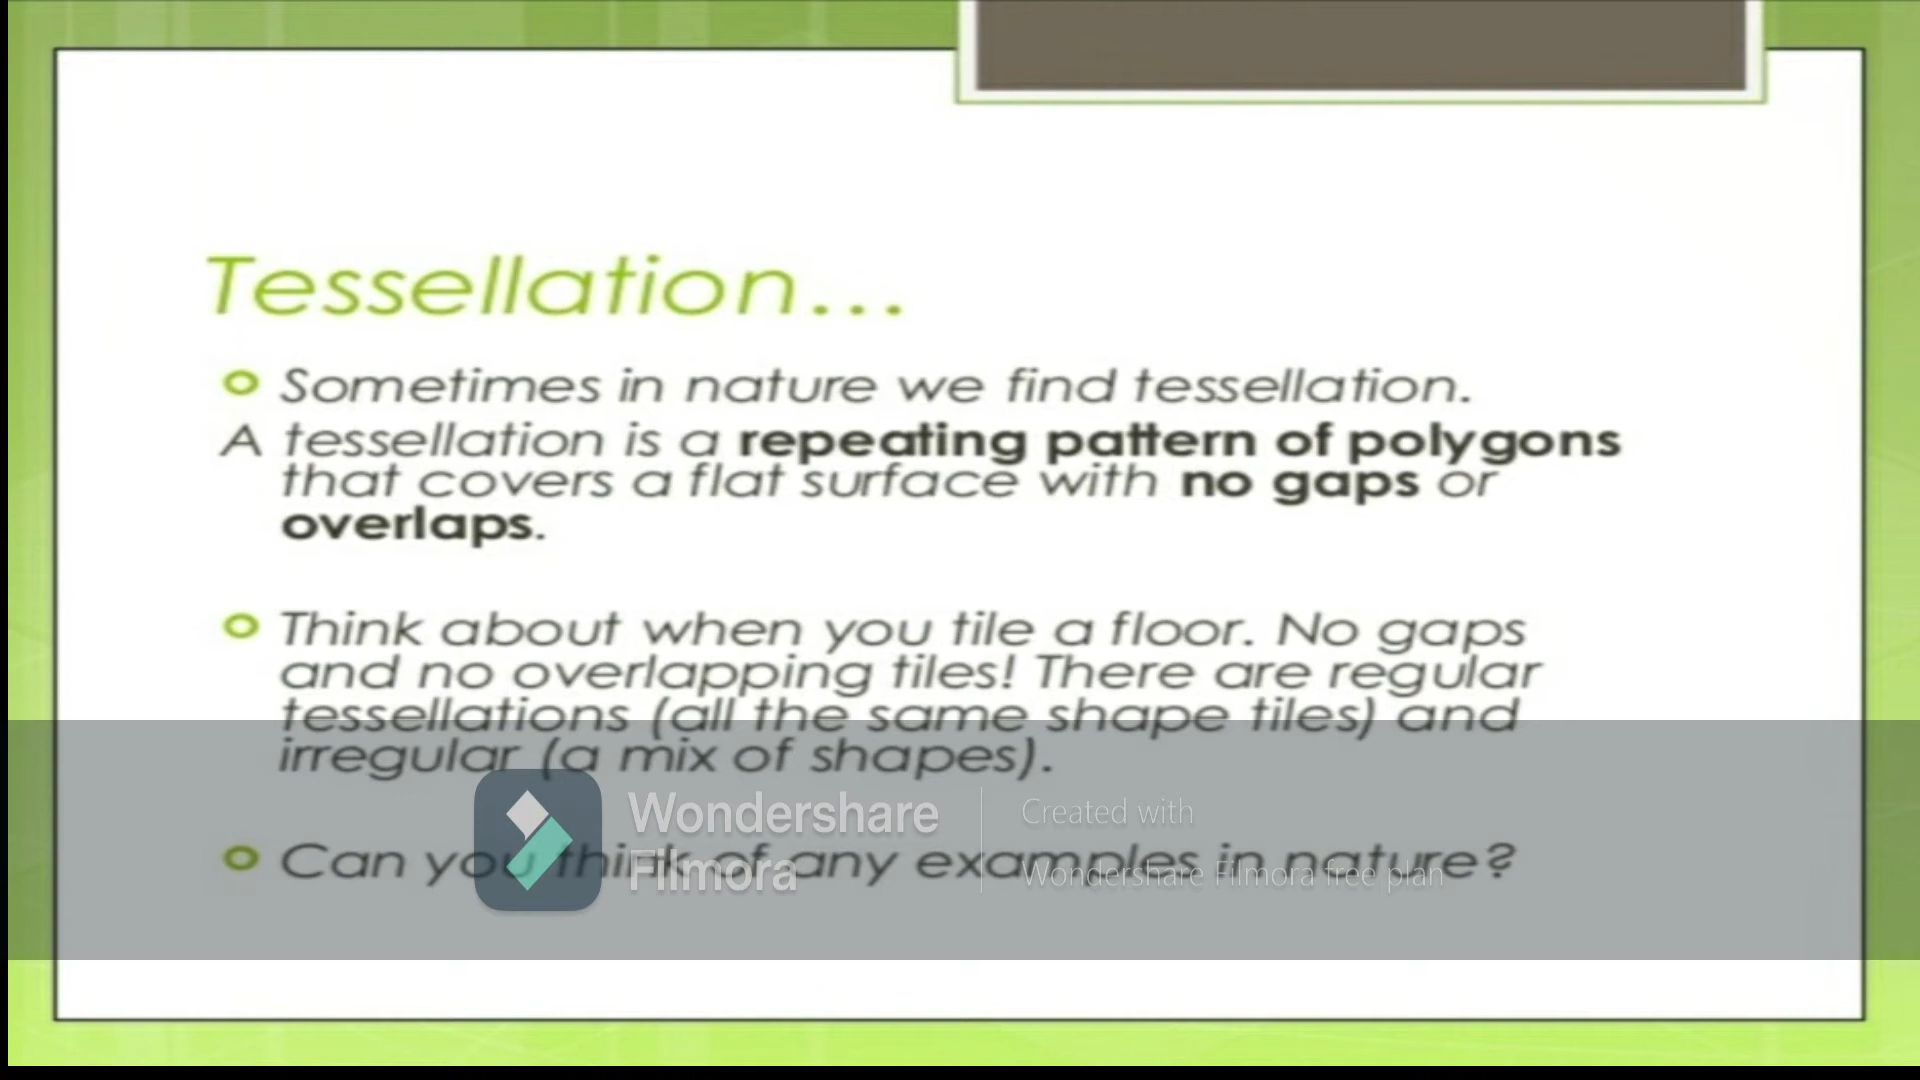 Tessellation...
Sometimes in nature we find tessellation.
A tessellation is a repeating pattern of polygons
that covers a flat surface with no gaps or
overlaps.
Think about when you tile a floor. No gaps
and no overlapping tiles! There are regular
tessellations (all the same shape tiles) and
irregular (a mix of shapes).
Can you think of any examples in nature?
Wondershare
Filmora
Created with
Wondershare Filmora free plan